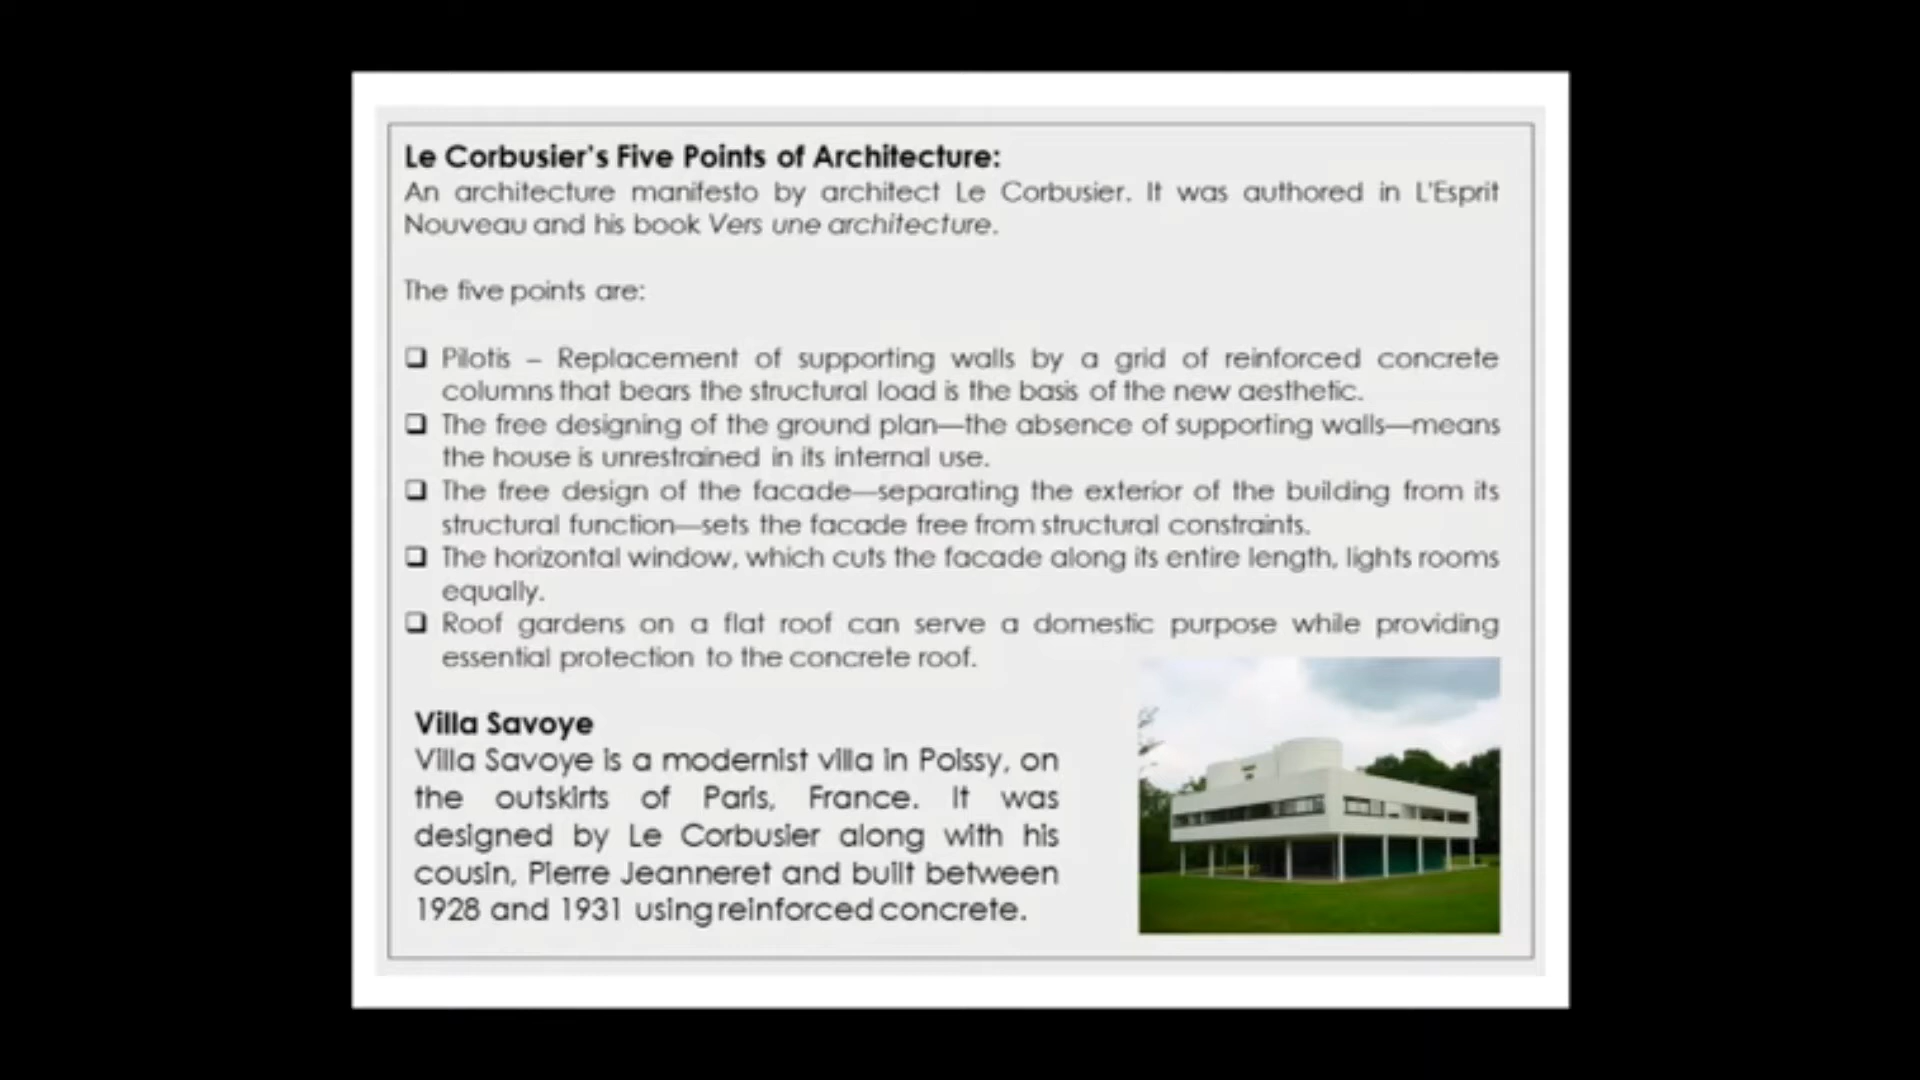 Le Corbusier's Five Points of Architecture:
An architecture manifesto by architect Le Corbusier. It was authored in L'Esprit
Nouveau and his book Vers une architecture.
The five points are:
❑ Pilotis – Replacement of supporting walls by a grid of reinforced concrete
columns that bears the structural load is the basis of the new aesthetic.
❑ The free designing of the ground plan—the absence of supporting walls—means
the house is unrestrained in its internal use.
❑ The free design of the facade—separating the exterior of the building from its
structural function—sets the facade free from structural constraints.
❑ The horizontal window, which cuts the facade along its entire length, lights rooms
equally.
❑ Roof gardens on a flat roof can serve a domestic purpose while providing
essential protection to the concrete roof.
Villa Savoye
Villa Savoye is a modernist villa in Poissy, on
the outskirts of Paris, France. It was
designed by Le Corbusier along with his
cousin, Pierre Jeanneret and built between
1928 and 1931 using reinforced concrete.